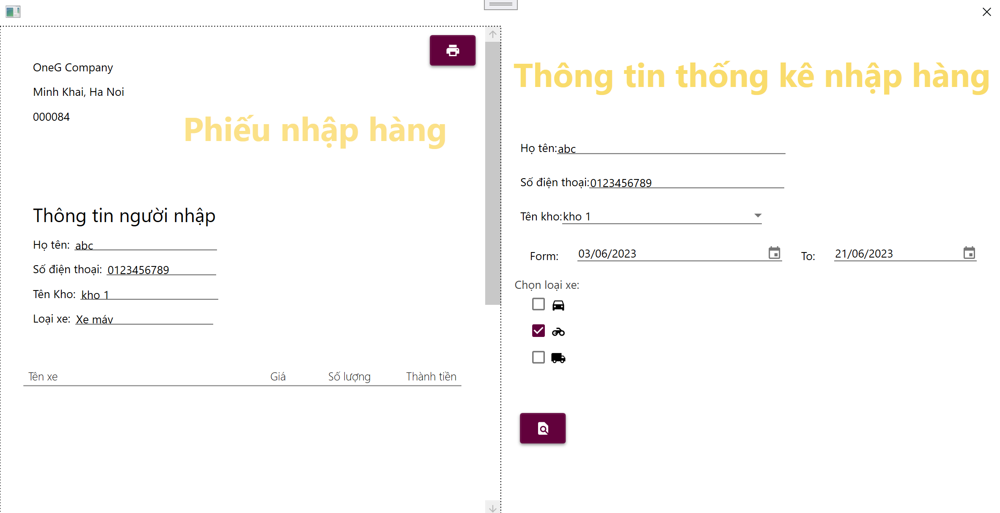 OneG Company
Minh Khai, Ha Noi
000084
Phiếu nhập hàng
Thông tin người nhập
Họ tên: abc
Số điện thoại: 0123456789
Tên Kho: kho 1
Loại xe: Xe máy
Tên xe Giá Số lượng Thành tiền
Thông tin thống kê nhập hàng
Họ tên:abc
Số điện thoại:0123456789
Tên kho:kho 1
Form: 03/06/2023 To: 21/06/2023
Chọn loại xe: